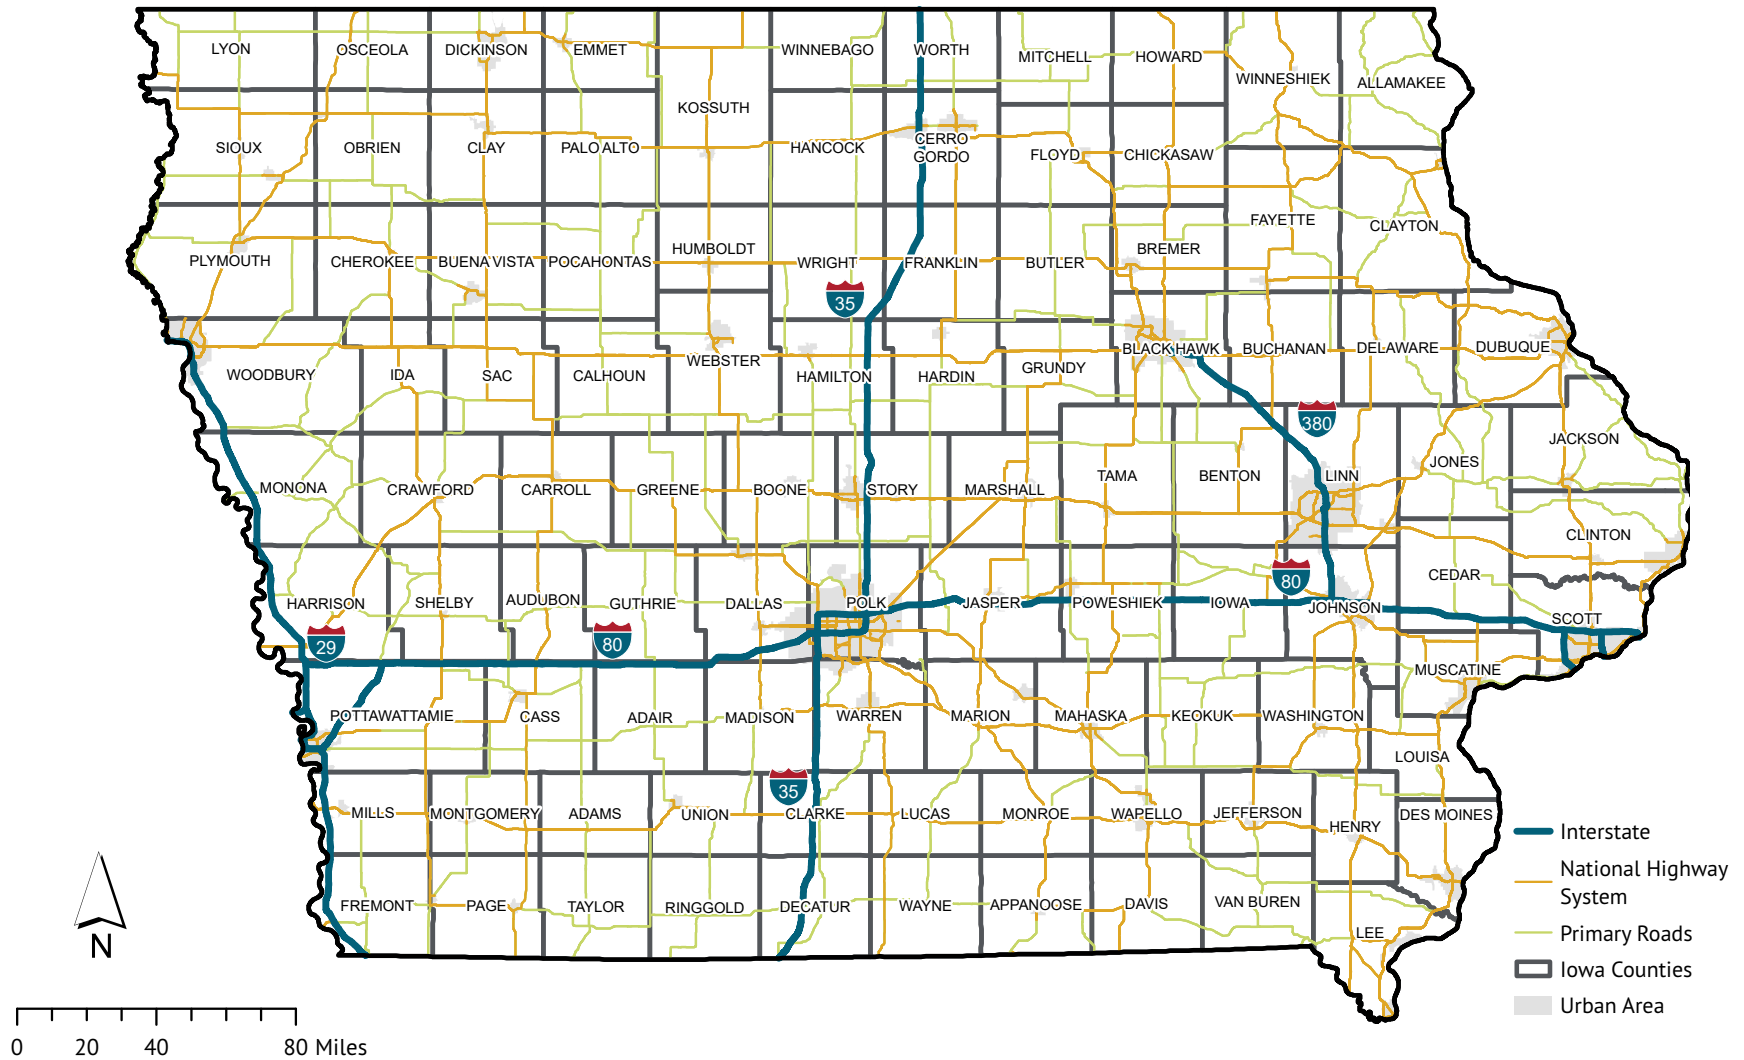 LYON
OSCEOLA
DICKINSON
EMMET
WINNEBAGO
WORTH
MITCHELL
HOWARD
WINNESHIEK
ALLAMAKEE
KOSSUTH
SIOUX
OBRIEN
CLAY
PALO ALTO
HANCOCK
CERRO
GORDO
FLOYD
CHICKASAW
FAYETTE
CLAYTON
PLYMOUTH
CHEROKEE
BUENA VISTA
POCAHONTAS
HUMBOLDT
WRIGHT
FRANKLIN
BUTLER
BREMER
35
WOODBURY
IDA
SAC
CALHOUN
WEBSTER
HAMILTON
HARDIN
GRUNDY
BLACK HAWK
BUCHANAN
DELAWARE
DUBUQUE
380
JACKSON
MONONA
CRAWFORD
CARROLL
GREENE
BOONE
STORY
MARSHALL
TAMA
BENTON
LINN
JONES
CLINTON
CEDAR
80
HARRISON
SHELBY
AUDUBON
GUTHRIE
DALLAS
POLK
JASPER
POWESHIEK
IOWA
JOHNSON
SCOTT
29
80
MUSCATINE
POTTAWATTAMIE
CASS
ADAIR
MADISON
WARREN
MARION
MAHASKA
KEOKUK
WASHINGTON
LOUISA
35
MILLS
MONTGOMERY
ADAMS
UNION
CLARKE
LUCAS
MONROE
WAPELLO
JEFFERSON
HENRY
DES MOINES
FREMONT
PAGE
TAYLOR
RINGGOLD
DECATUR
WAYNE
APPANOOSE
DAVIS
VAN BUREN
LEE
Interstate
National Highway
System
Primary Roads
Iowa Counties
Urban Area
N
0 20 40 80 Miles